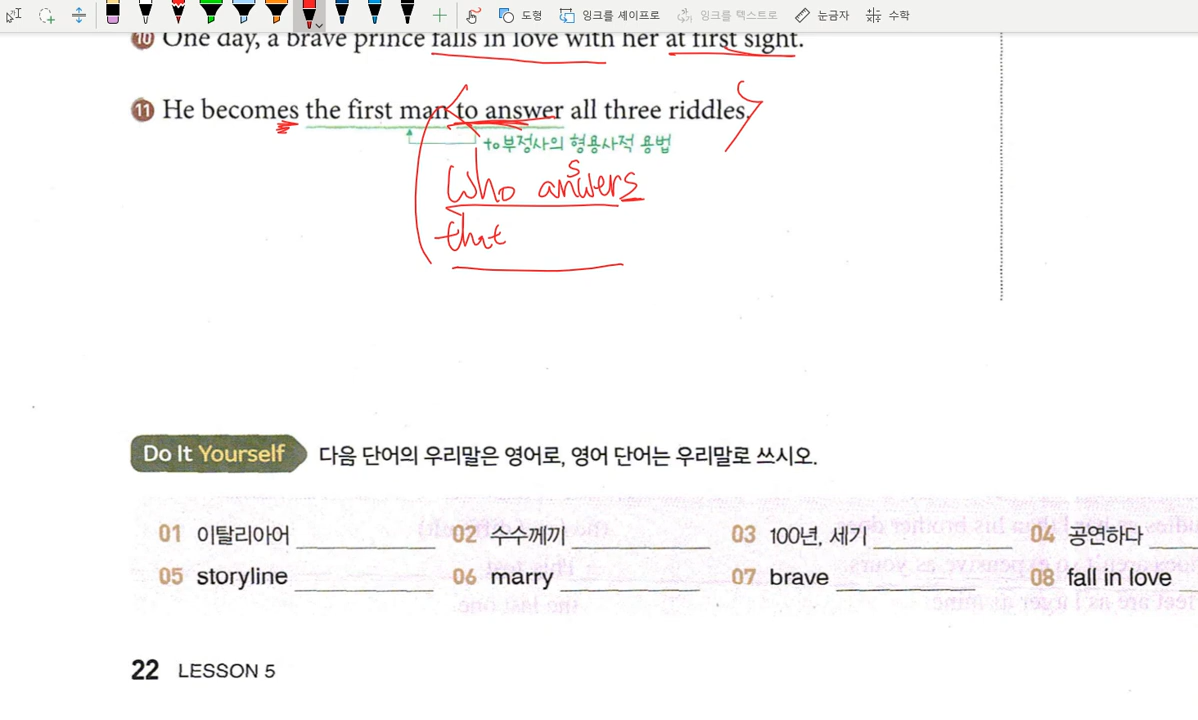 도형 잉크를 셰이프로 잉크를 텍스트로 눈금자 수학
10 One day, a brave prince falls in love with her at first sight.
11 He becomes the first man to answer all three riddles.
to부정사의 형용사적 용법
who answers
s
that
Do It Yourself 다음 단어의 우리말은 영어로, 영어 단어는 우리말로 쓰시오.
01 이탈리아어 02 수수께끼 03 100년, 세기 04 공연하다
05 storyline 06 marry 07 brave 08 fall in love
22 LESSON 5